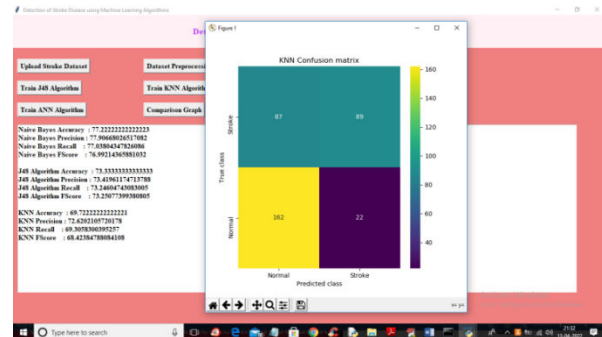 Detection of Stroke Disease using Machine Learning Algorithms
Upload Stroke Dataset
Train J48 Algorithm
Train KNN Algorith
Train ANN Algorithm
Comparison Graph
Naive Bayes Accuracy : 77.22222222222223
Naive Bayes Precision : 77.90668026517082
Naive Bayes Recall : 77.03804347826086
Naive Bayes FScore : 76.99214365881032
J48 Algorithm Accuracy : 73.33333333333333
J48 Algorithm Precision : 73.41961174713788
J48 Algorithm Recall : 73.24604743083005
J48 Algorithm FScore : 73.25077399380805
KNN Accuracy : 69.72222222222221
KNN Precision : 72.6202105720178
KNN Recall : 69.3058300395257
KNN FScore : 68.42384788084108
Figure 1
KNN Confusion matrix
True class
Stroke
Normal
87
89
162
22
Normal
Stroke
Predicted class
160
140
120
100
80
60
40
Type here to search
21:32
12-04-2022